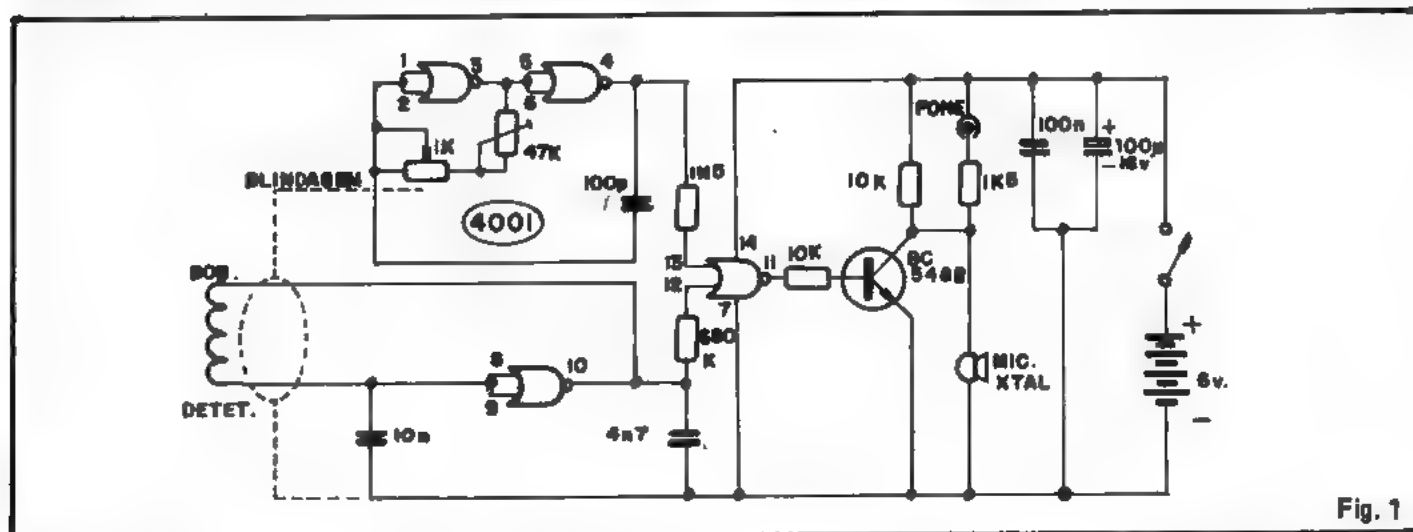 1
2
3
5
6
4
1K
47K
BLINDAGEM
100p
4001
1M5
BOB.
DETET.
8
9
10
10n
4n7
13
12
14
11
7
680
K
10K
10K
FONE
1K5
BC
548B
MIC.
XTAL
100n
+
100µ
16v
+
6v.
−
Fig. 1